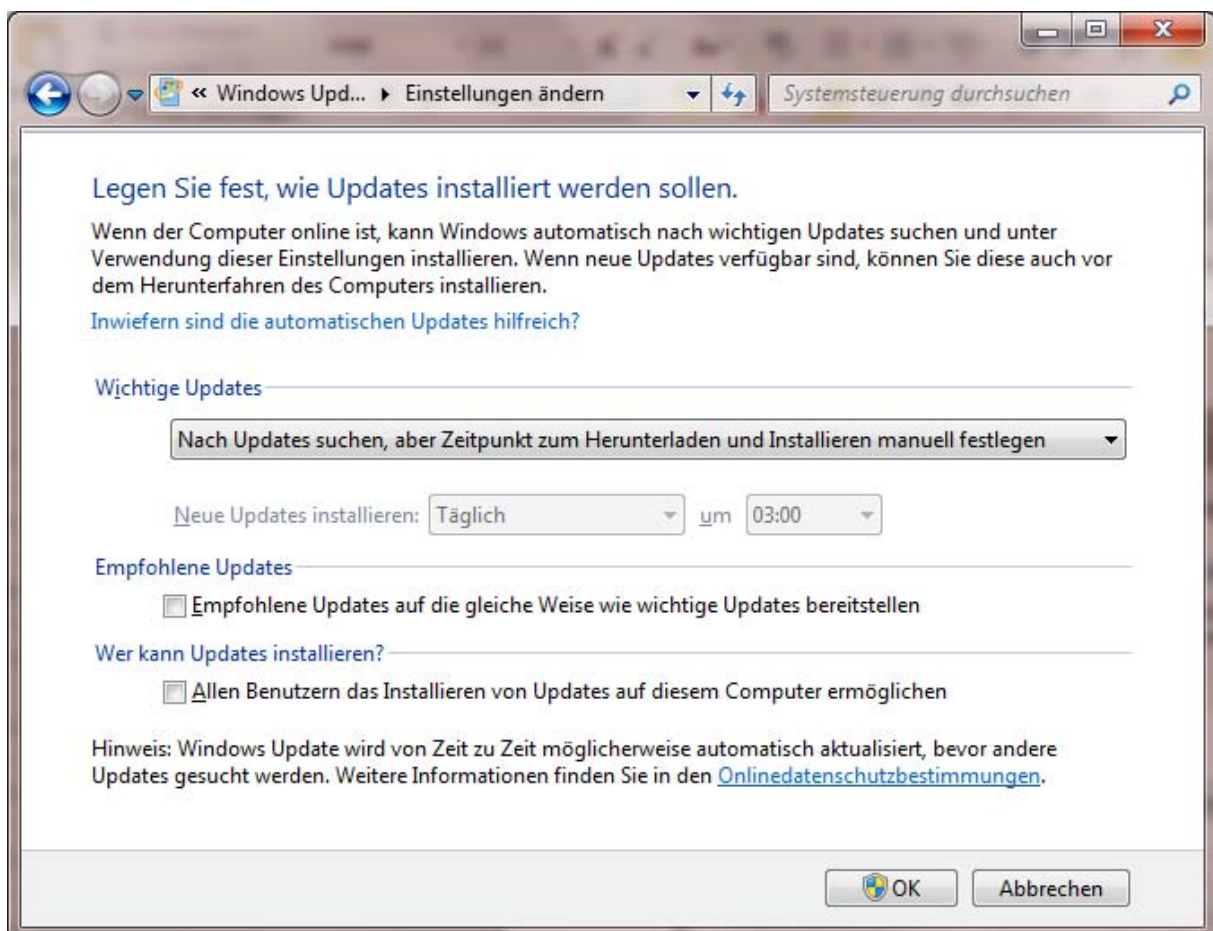 « Windows Upd... ▸ Einstellungen ändern
Systemsteuerung durchsuchen
Legen Sie fest, wie Updates installiert werden sollen.
Wenn der Computer online ist, kann Windows automatisch nach wichtigen Updates suchen und unter
Verwendung dieser Einstellungen installieren. Wenn neue Updates verfügbar sind, können Sie diese auch vor
dem Herunterfahren des Computers installieren.
Inwiefern sind die automatischen Updates hilfreich?
Wichtige Updates
Nach Updates suchen, aber Zeitpunkt zum Herunterladen und Installieren manuell festlegen
Neue Updates installieren: Täglich um 03:00
Empfohlene Updates
Empfohlene Updates auf die gleiche Weise wie wichtige Updates bereitstellen
Wer kann Updates installieren?
Allen Benutzern das Installieren von Updates auf diesem Computer ermöglichen
Hinweis: Windows Update wird von Zeit zu Zeit möglicherweise automatisch aktualisiert, bevor andere
Updates gesucht werden. Weitere Informationen finden Sie in den Onlinedatenschutzbestimmungen.
OK
Abbrechen